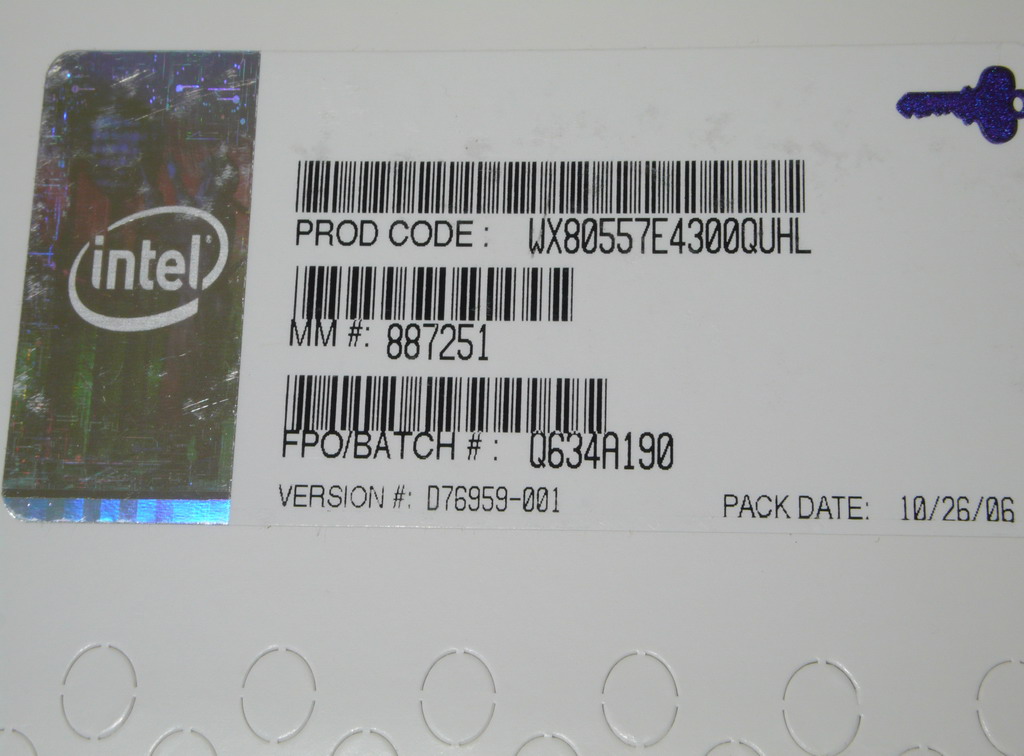 intel
PROD CODE : WX80557E4300QUHL
MM #: 887251
FPO/BATCH # : Q634A190
VERSION #: D76959-001
PACK DATE: 10/26/06